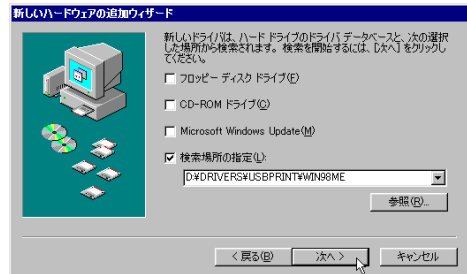 新しいハードウェアの追加ウィザード
新しいドライバは、ハード ドライブのドライバ データベースと、次の選択
した場所から検索されます。検索を開始するには、[次へ] をクリックし
てください。
フロッピー ディスク ドライブ(F)
CD-ROM ドライブ(C)
Microsoft Windows Update(M)
検索場所の指定(L):
D:¥DRIVERS¥USBPRINT¥WIN98ME
参照(R)...
< 戻る(B)
次へ >
キャンセル